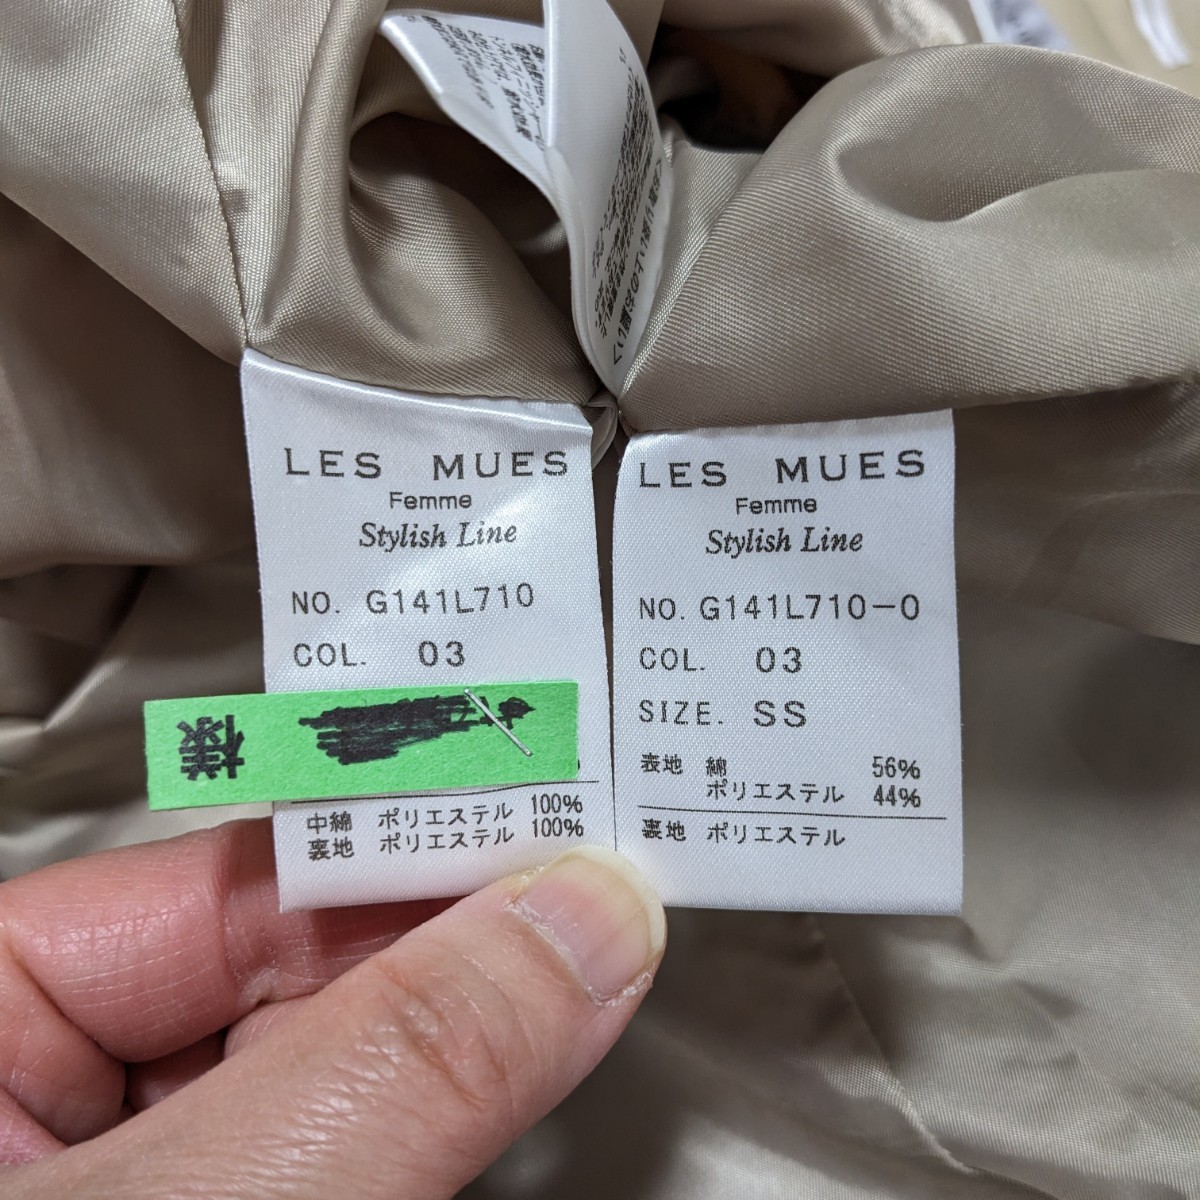 LES MUES
Femme
Stylish Line
NO. G141L710
COL. 03
様
中綿 ポリエステル 100%
裏地 ポリエステル 100%
LES MUES
Femme
Stylish Line
NO. G141L710-0
COL. 03
SIZE. SS
表地 綿 56%
ポリエステル 44%
裏地 ポリエステル